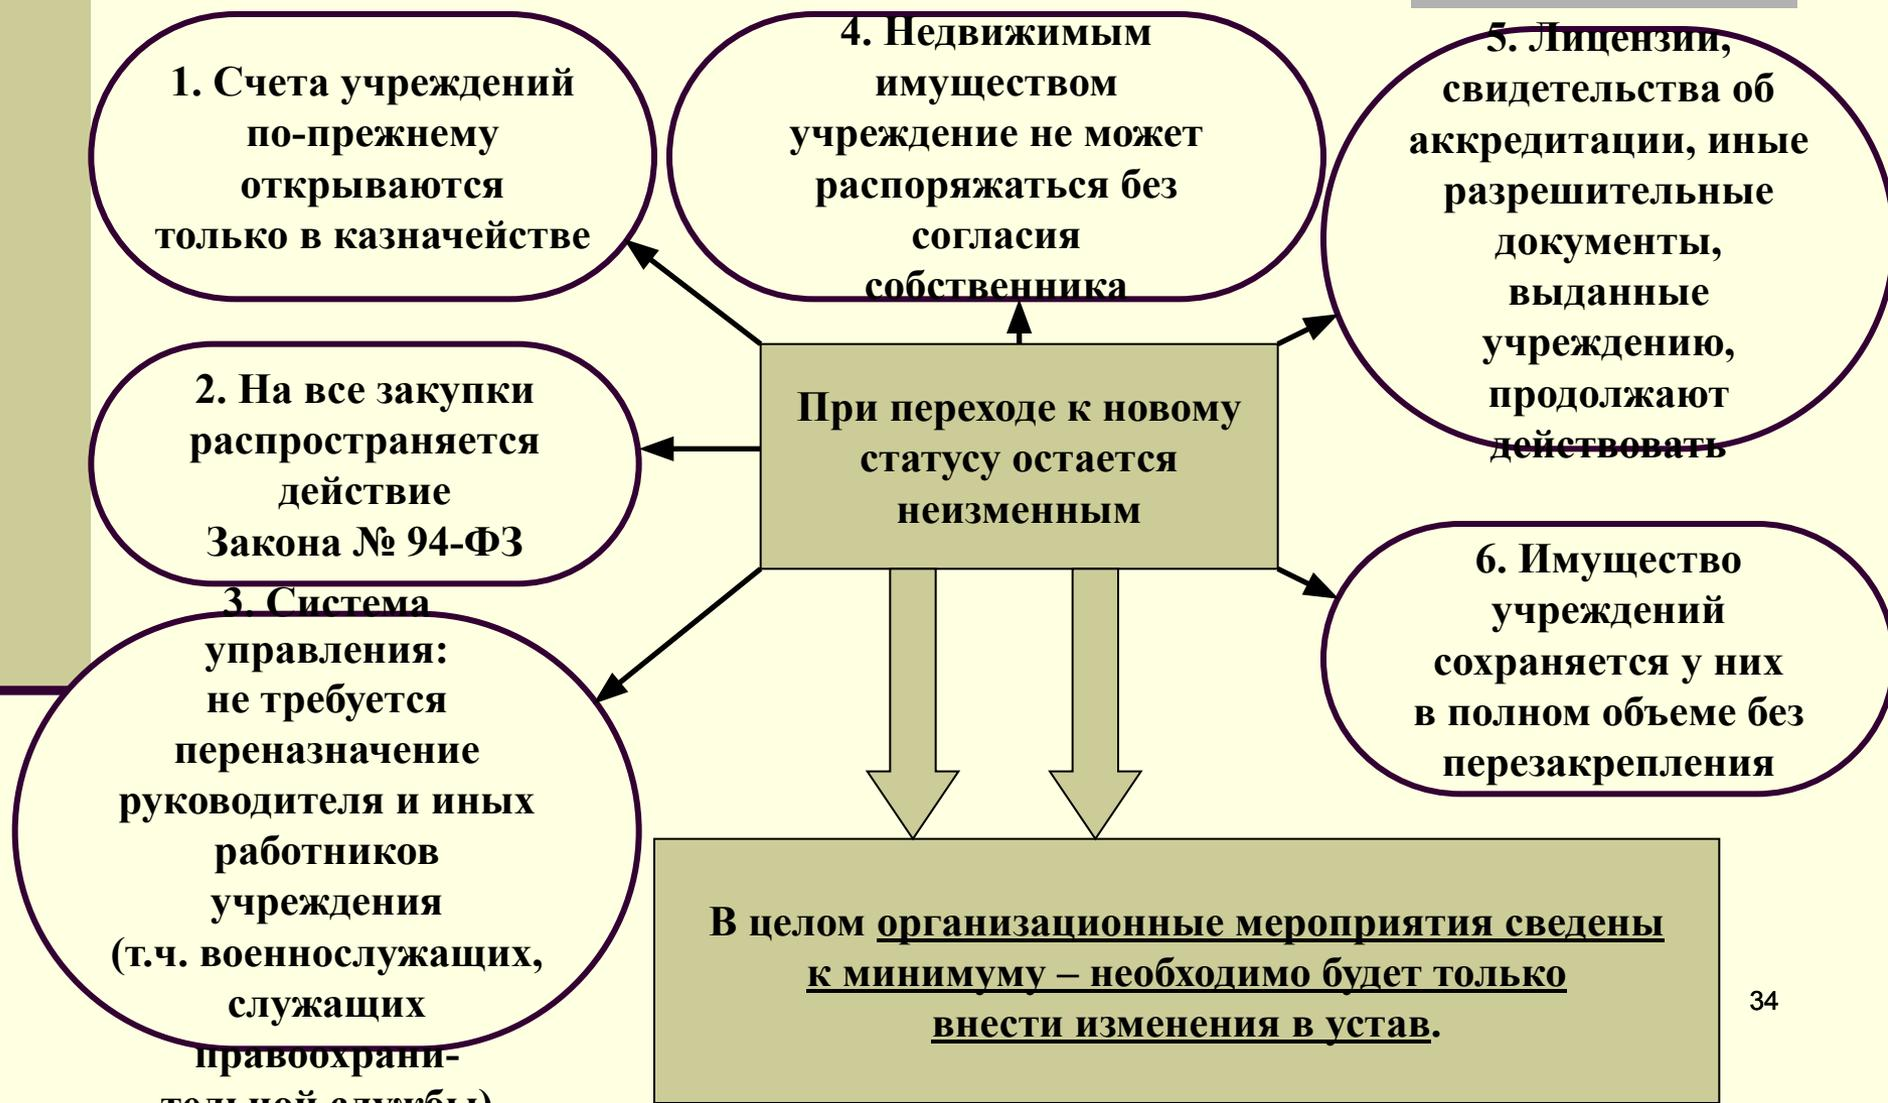 1. Счета учреждений
по-прежнему
открываются
только в казначействе
2. На все закупки
распространяется
действие
Закона № 94-ФЗ
3. Система
управления:
не требуется
переназначение
руководителя и иных
работников
учреждения
(т.ч. военнослужащих,
служащих
правоохрани-
тельной службы)
4. Недвижимым
имуществом
учреждение не может
распоряжаться без
согласия
собственника
5. Лицензии,
свидетельства об
аккредитации, иные
разрешительные
документы,
выданные
учреждению,
продолжают
действовать
6. Имущество
учреждений
сохраняется у них
в полном объеме без
перезакрепления
При переходе к новому
статусу остается
неизменным
В целом организационные мероприятия сведены
к минимуму – необходимо будет только
внести изменения в устав.
34